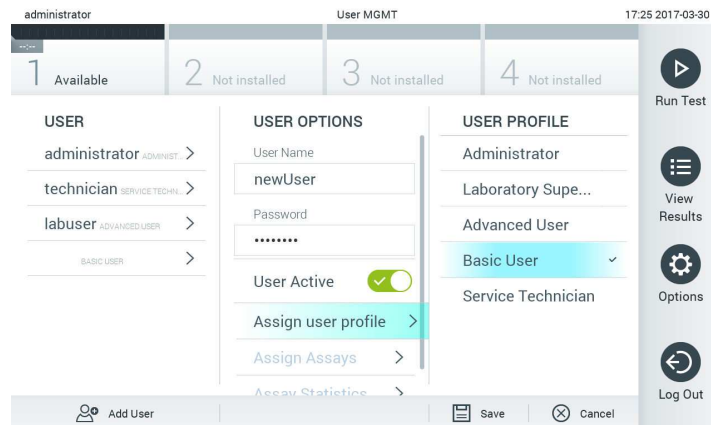 administrator User MGMT 17:25 2017-03-30
--:--
1 Available 2 Not installed 3 Not installed 4 Not installed
Run Test
View
Results
Options
Log Out
USER
administrator ADMINIST...
technician SERVICE TECHN...
labuser ADVANCED USER
BASIC USER
USER OPTIONS
User Name
newUser
Password
••••••••
User Active
Assign user profile
Assign Assays
Assay Statistics
USER PROFILE
Administrator
Laboratory Supe...
Advanced User
Basic User
Service Technician
Add User Save Cancel